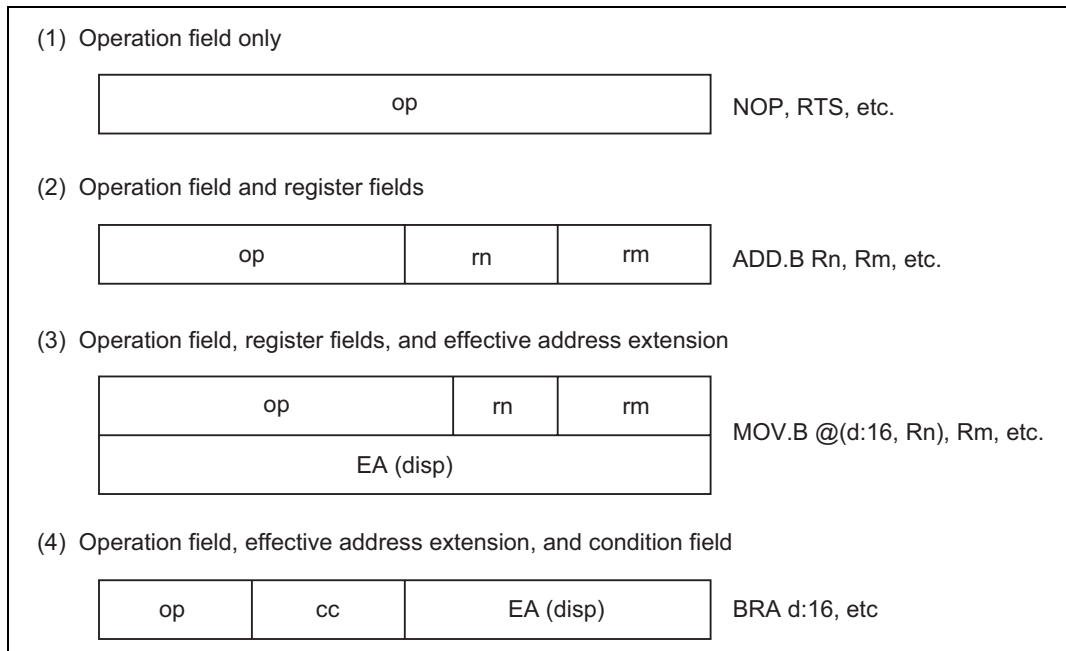 (1) Operation field only
op
NOP, RTS, etc.
(2) Operation field and register fields
op rn rm
ADD.B Rn, Rm, etc.
(3) Operation field, register fields, and effective address extension
op rn rm
EA (disp)
MOV.B @(d:16, Rn), Rm, etc.
(4) Operation field, effective address extension, and condition field
op cc EA (disp)
BRA d:16, etc